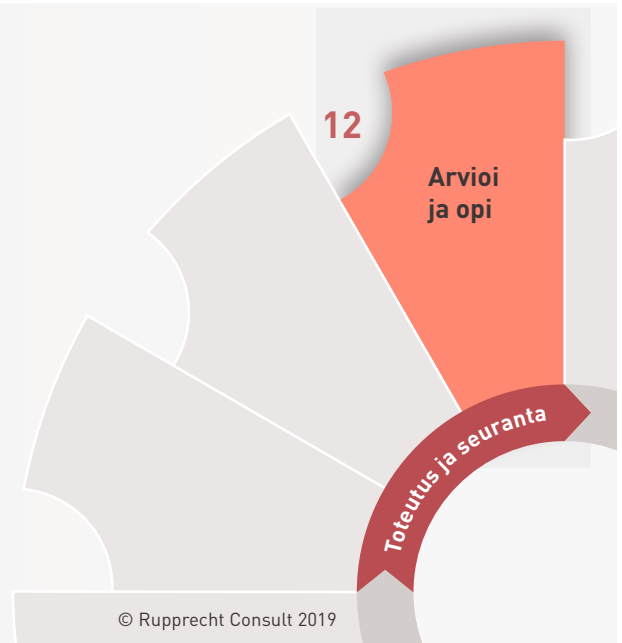 12
Arvioi
ja opi
Toteutus ja seuranta
© Rupprecht Consult 2019